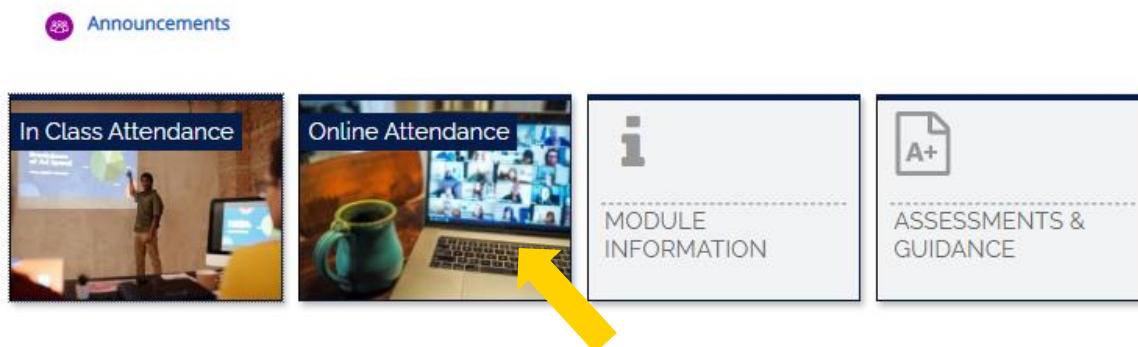 Announcements
In Class Attendance
Online Attendance
MODULE
INFORMATION
A+
ASSESSMENTS &
GUIDANCE